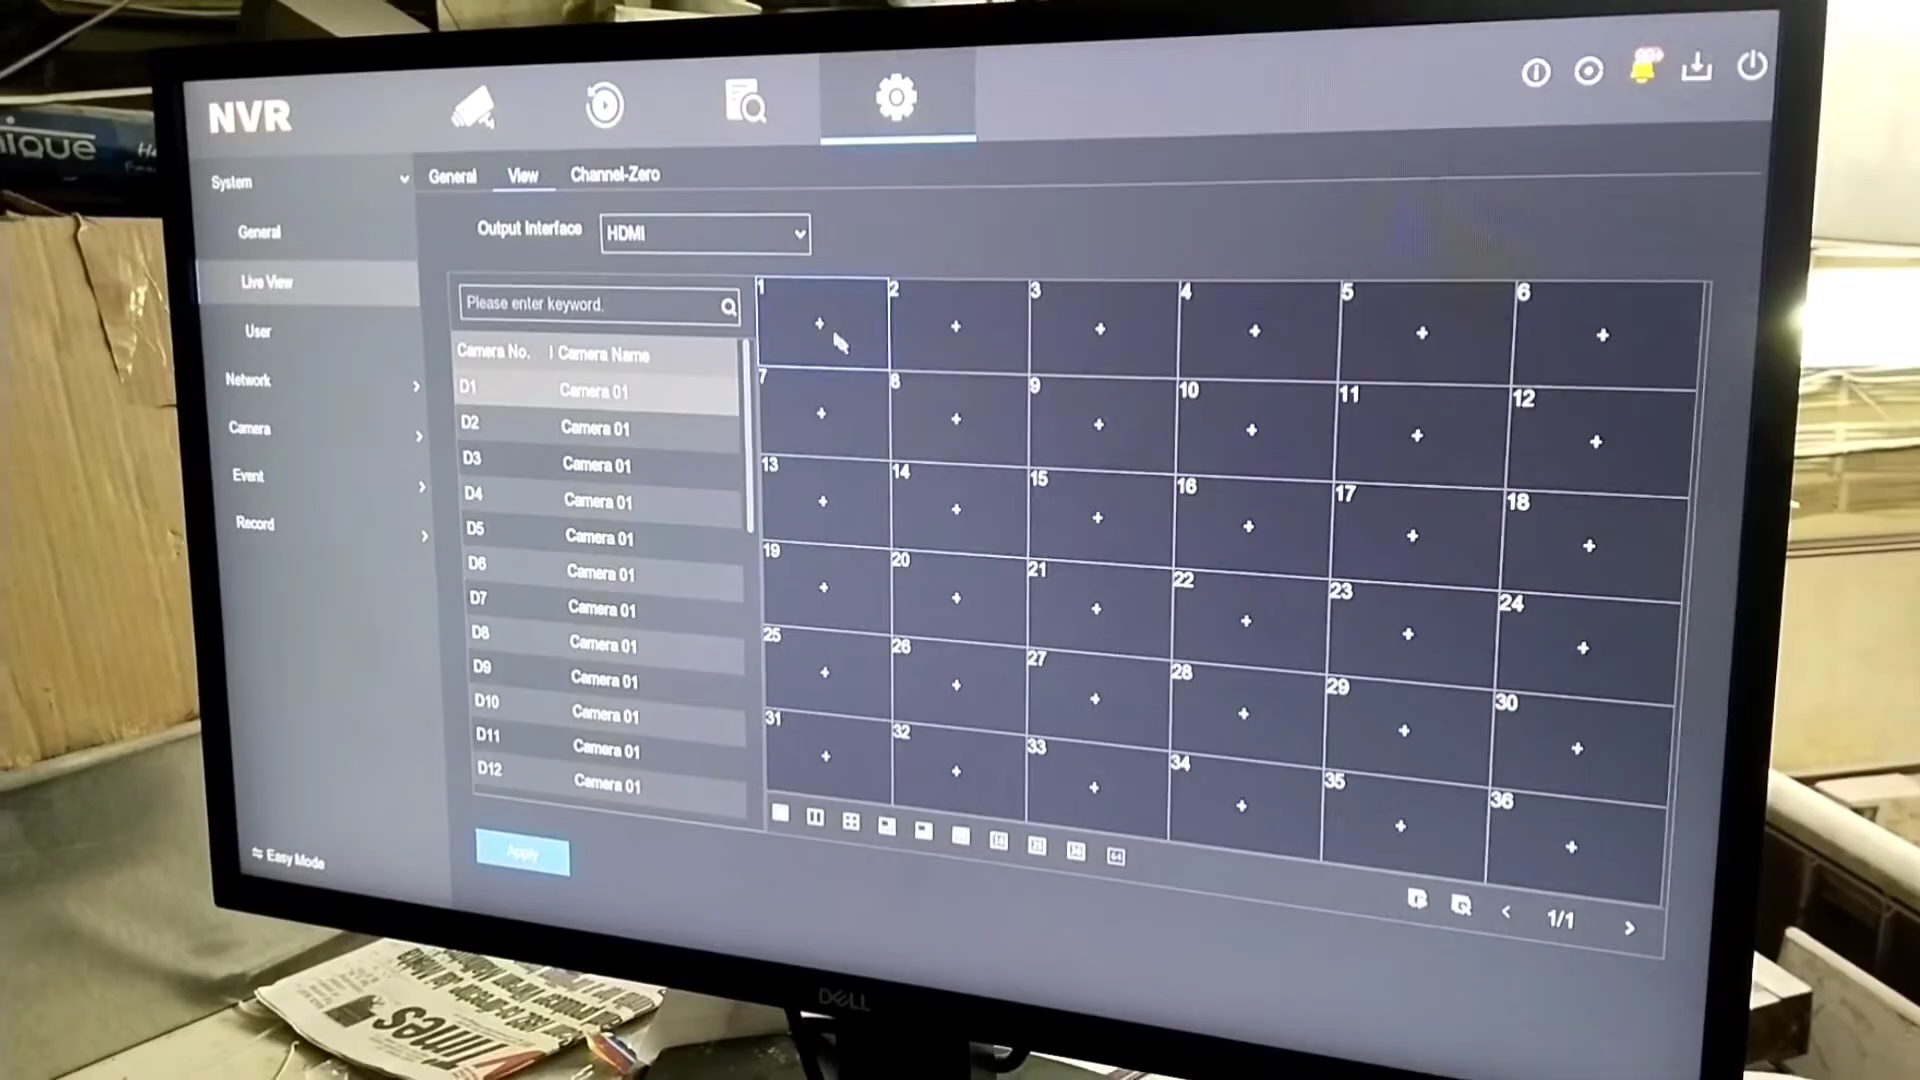 NVR
System
General
Live View
User
Network
Camera
Event
Record
Easy Mode
General View Channel-Zero
Output Interface HDMI
Please enter keyword.
Camera No. Camera Name
D1 Camera 01
D2 Camera 01
D3 Camera 01
D4 Camera 01
D5 Camera 01
D6 Camera 01
D7 Camera 01
D8 Camera 01
D9 Camera 01
D10 Camera 01
D11 Camera 01
D12 Camera 01
Apply
1 2 3 4 5 6
7 8 9 10 11 12
13 14 15 16 17 18
19 20 21 22 23 24
25 26 27 28 29 30
31 32 33 34 35 36
64
1/1
DELL
Times